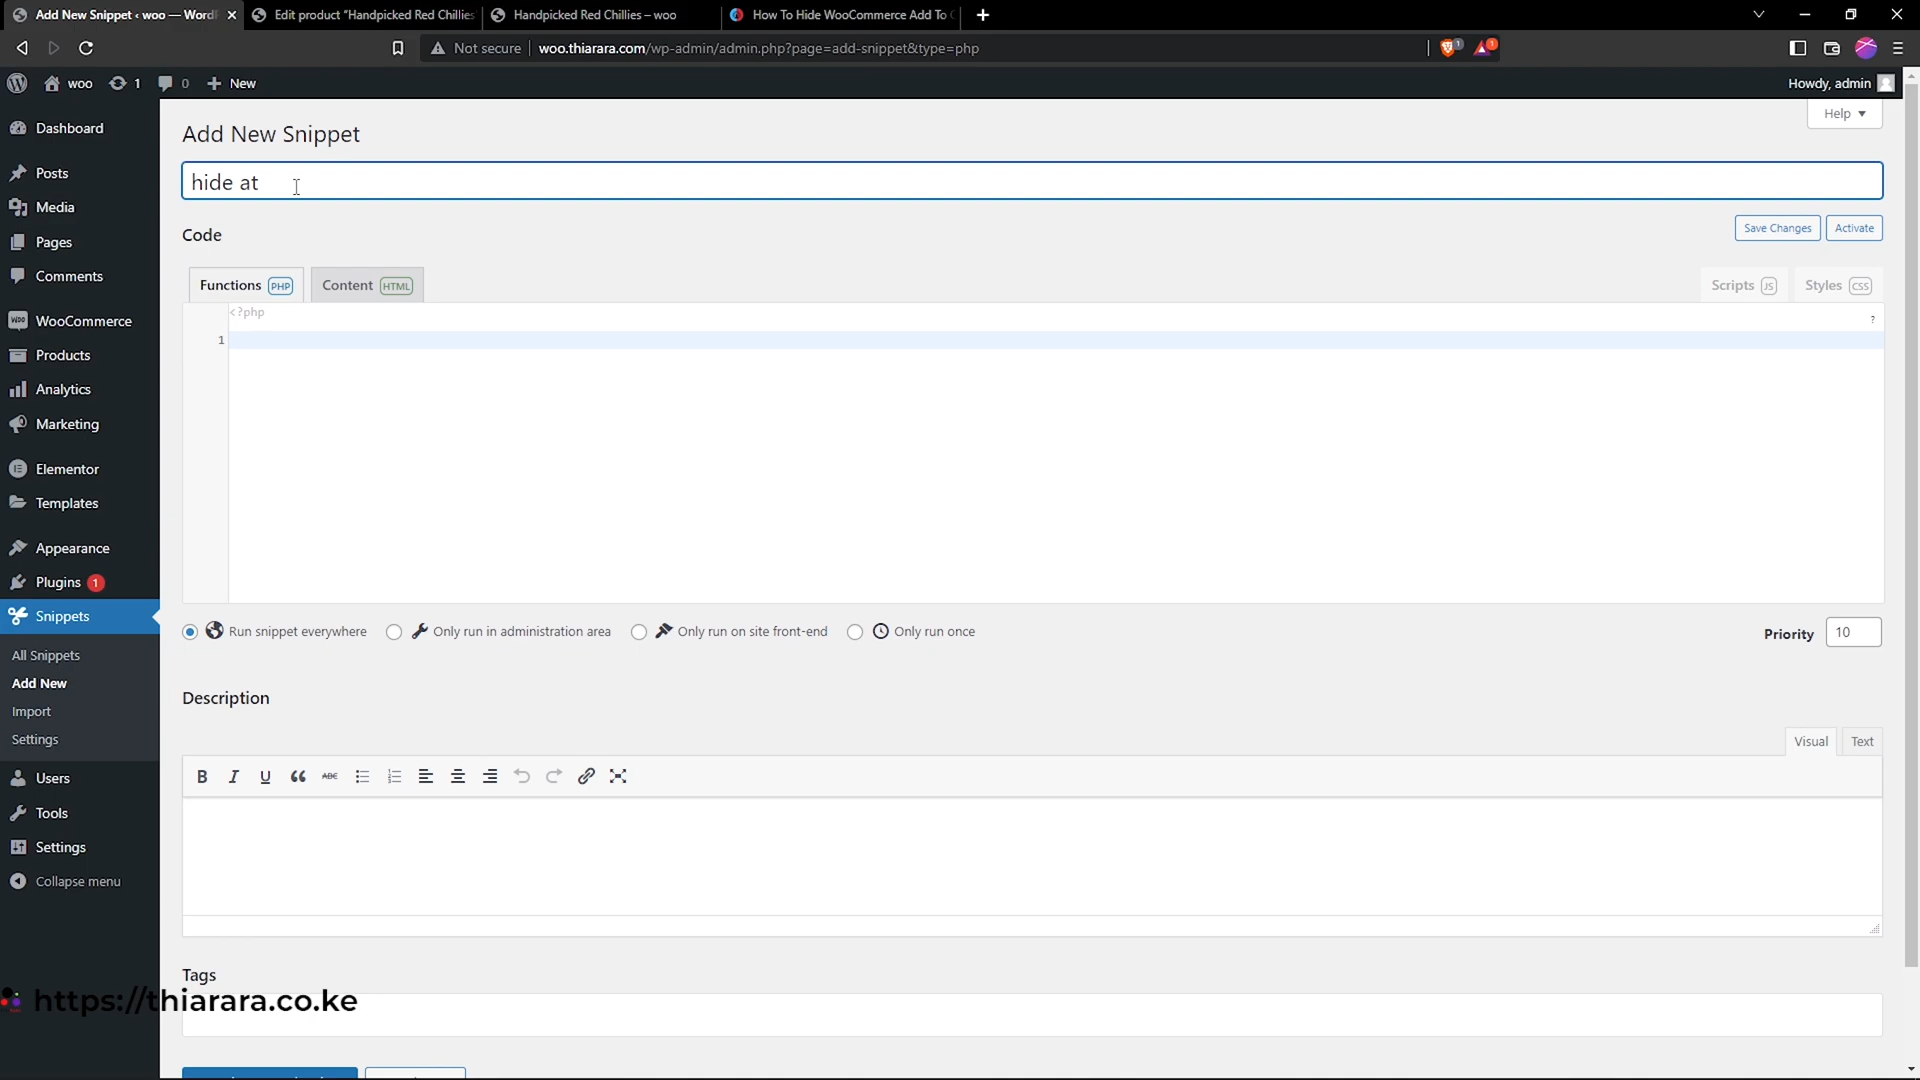 Add New Snippet ‹ woo — WordP
Edit product “Handpicked Red Chillies”
Handpicked Red Chillies – woo
How To Hide WooCommerce Add To C
Not secure
woo.thiarara.com/wp-admin/admin.php?page=add-snippet&type=php
1
1
woo
1
0
New
Howdy, admin
Dashboard
Posts
Media
Pages
Comments
WooCommerce
Products
Analytics
Marketing
Elementor
Templates
Appearance
Plugins 1
Snippets
All Snippets
Add New
Import
Settings
Users
Tools
Settings
Collapse menu
Help
Add New Snippet
hide at
Code
Save Changes
Activate
Functions PHP
Content HTML
Scripts JS
Styles CSS
<?php
?
1
Run snippet everywhere
Only run in administration area
Only run on site front-end
Only run once
Priority
10
Description
Visual
Text
B I U “ ABC
Tags
https://thiarara.co.ke